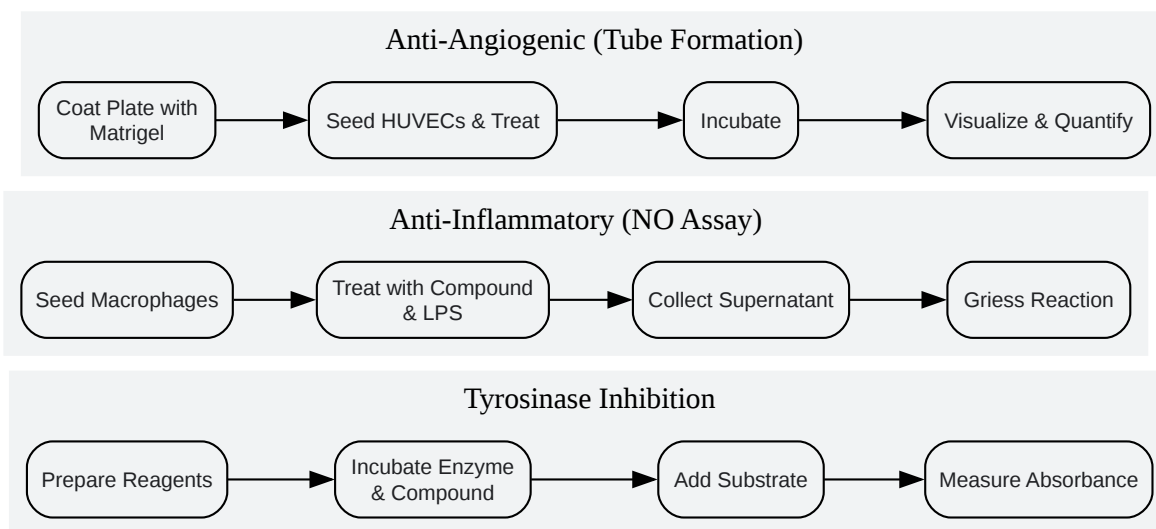 Anti-Angiogenic (Tube Formation)
Coat Plate with
Matrigel
Seed HUVECs & Treat
Incubate
Visualize & Quantify
Anti-Inflammatory (NO Assay)
Seed Macrophages
Treat with Compound
& LPS
Collect Supernatant
Griess Reaction
Tyrosinase Inhibition
Prepare Reagents
Incubate Enzyme
& Compound
Add Substrate
Measure Absorbance